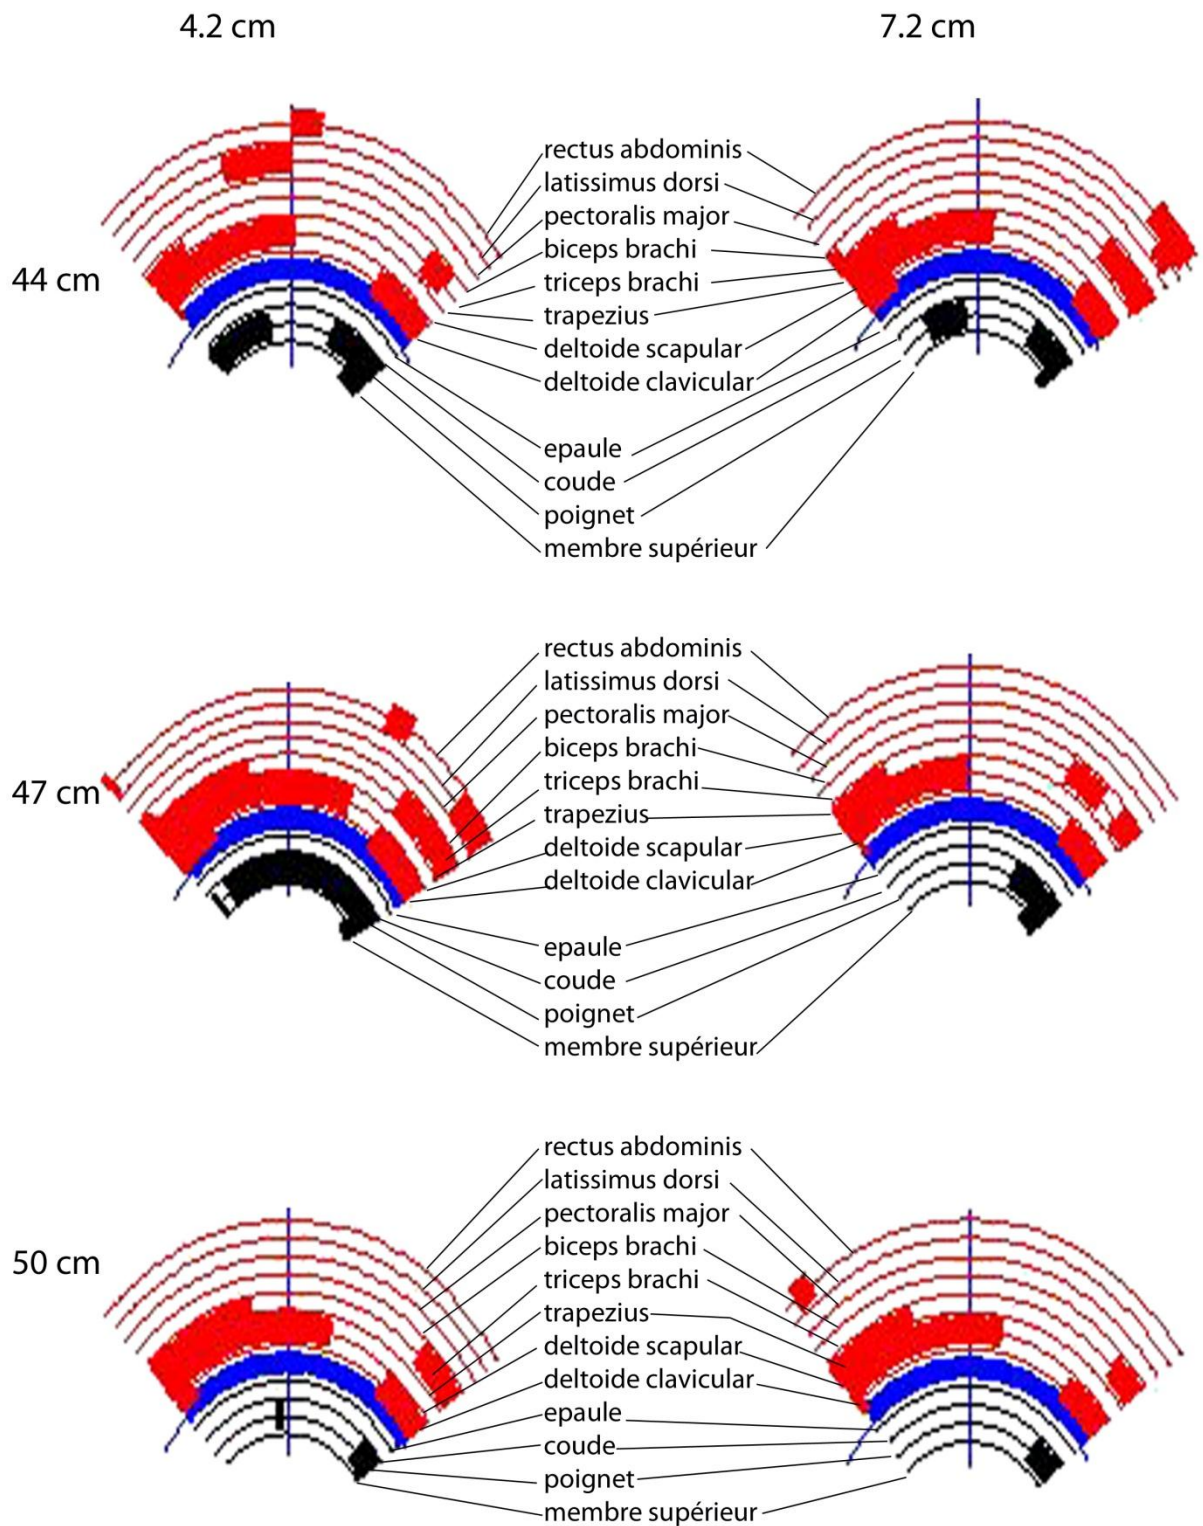 4.2 cm 7.2 cm
rectus abdominis
latissimus dorsi
pectoralis major
biceps brachi
44 cm
triceps brachi
trapezius
deltoide scapular
deltoide clavicular
epaule
coude
poignet
membre supérieur
rectus abdominis
latissimus dorsi
pectoralis major
biceps brachi
triceps brachi
47 cm
trapezius
deltoide scapular
deltoide clavicular
epaule
coude
poignet
membre supérieur
rectus abdominis
latissimus dorsi
pectoralis major
biceps brachi
50 cm
triceps brachi
trapezius
deltoide scapular
deltoide clavicular
epaule
coude
poignet
membre supérieur